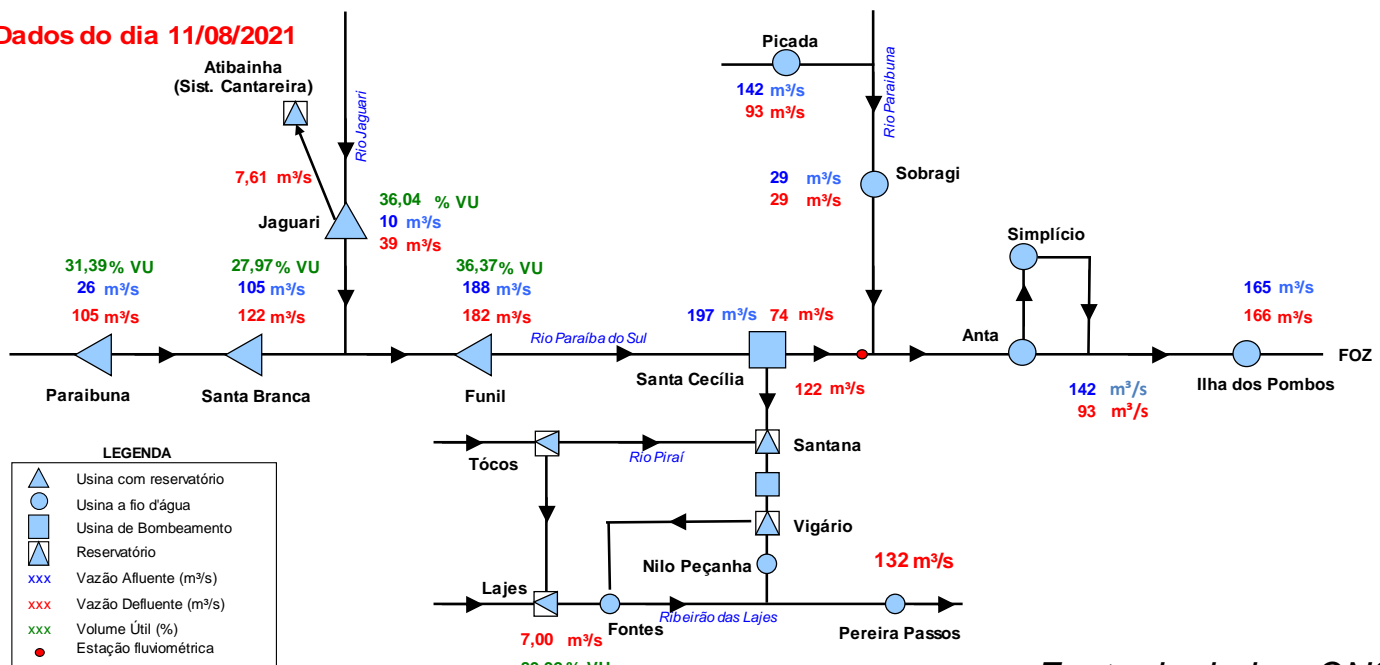 Dados do dia 11/08/2021
Atibainha
(Sist. Cantareira)
Rio Jaguari
7,61 m³/s
Jaguari
36,04 % VU
10 m³/s
39 m³/s
Picada
142 m³/s
93 m³/s
Rio Paraibuna
29 m³/s
29 m³/s
Sobragi
31,39% VU
26 m³/s
105 m³/s
Paraibuna
27,97% VU
105 m³/s
122 m³/s
Santa Branca
36,37% VU
188 m³/s
182 m³/s
Funil
Rio Paraíba do Sul
197 m³/s 74 m³/s
Santa Cecília
122 m³/s
Simplício
Anta
142 m³/s
93 m³/s
165 m³/s
166 m³/s
Ilha dos Pombos
FOZ
Tócos
Rio Piraí
Santana
Vigário
Nilo Peçanha
132 m³/s
Lajes
Fontes
Ribeirão das Lajes
Pereira Passos
7,00 m³/s
LEGENDA
Usina com reservatório
Usina a fio d'água
Usina de Bombeamento
Reservatório
xxx Vazão Afluente (m³/s)
xxx Vazão Defluente (m³/s)
xxx Volume Útil (%)
Estação fluviométrica